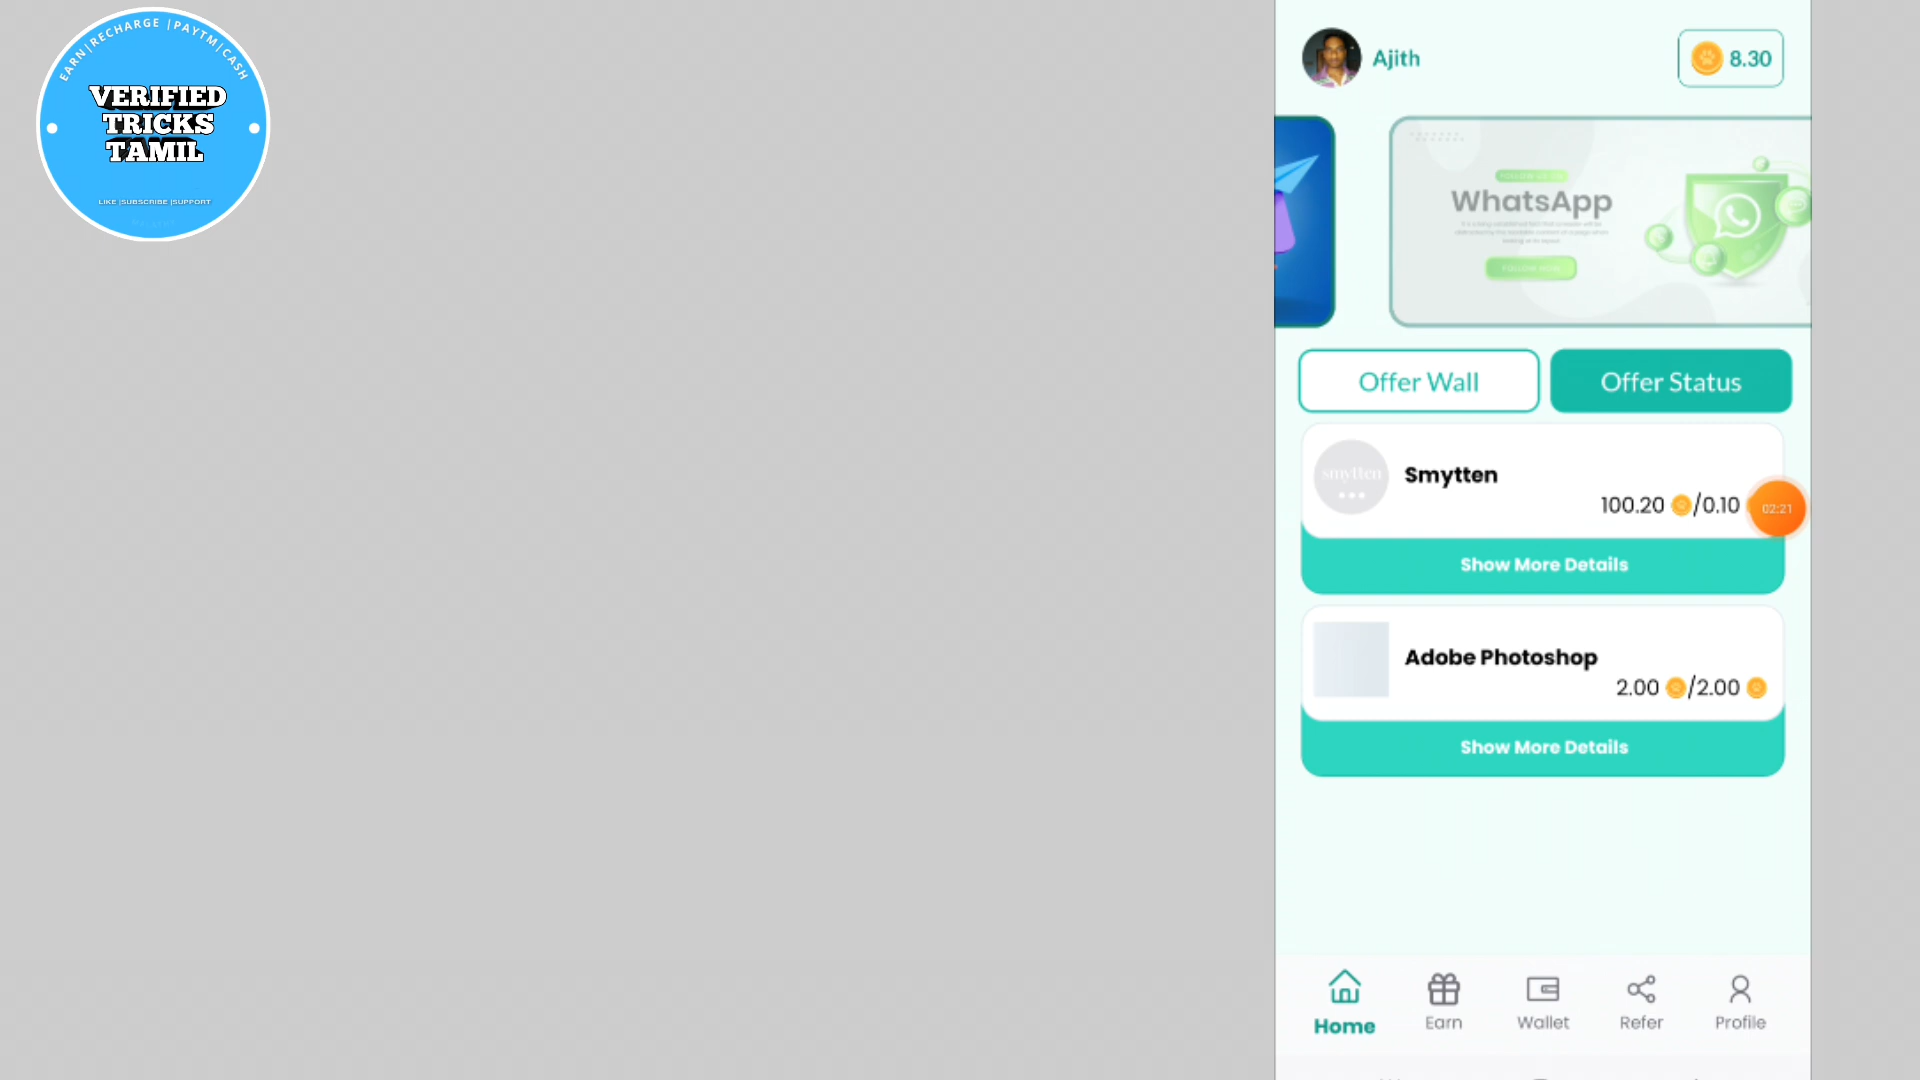 EARN|RECHARGE |PAYTM|CASH
VERIFIED
TRICKS
TAMIL
LIKE |SUBSCRIBE |SUPPORT
Ajith
8.30
WhatsApp
FOLLOW NOW
Offer Wall
Offer Status
smytten
Smytten
100.20 /0.10
02:21
Show More Details
Adobe Photoshop
2.00 /2.00
Show More Details
Home
Earn
Wallet
Refer
Profile